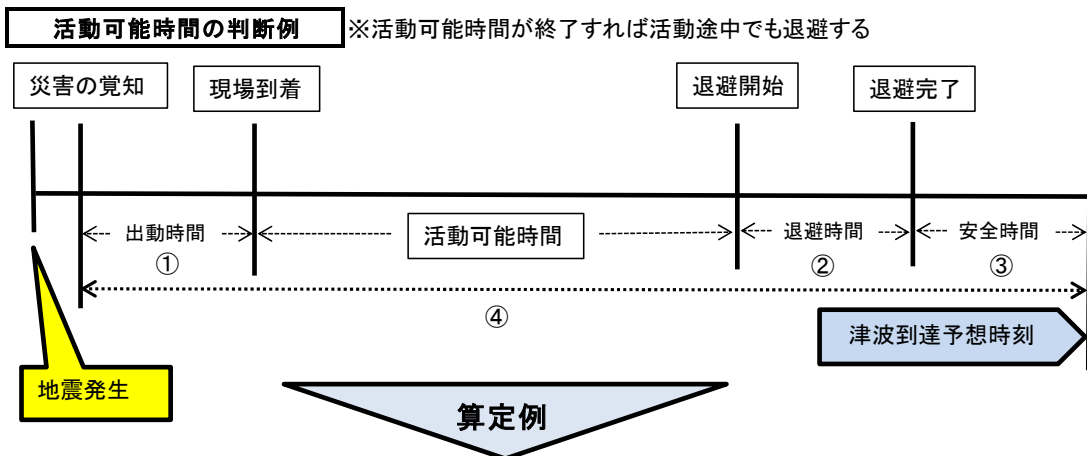 活動可能時間の判断例 ※活動可能時間が終了すれば活動途中でも退避する
災害の覚知 現場到着 退避開始 退避完了
出動時間 活動可能時間 退避時間 安全時間
① ② ③
④
津波到達予想時刻
地震発生
算定例